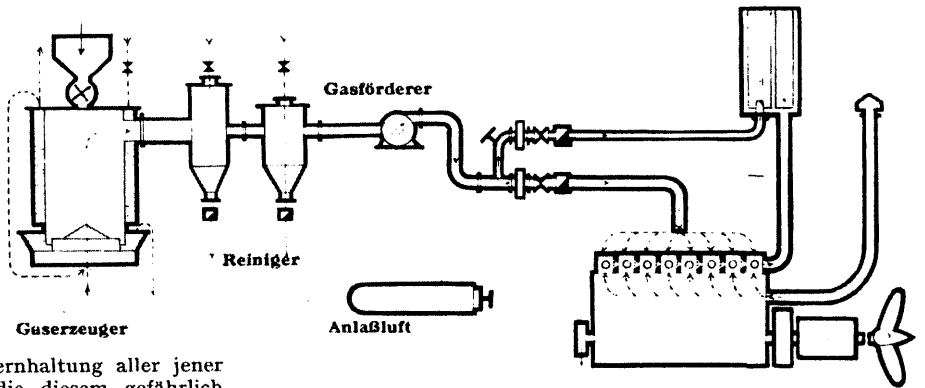 Gasförderer
Reiniger
Anlaßluft
Gaserzeuger
ernhaltung aller jener
die diesem gefährlich